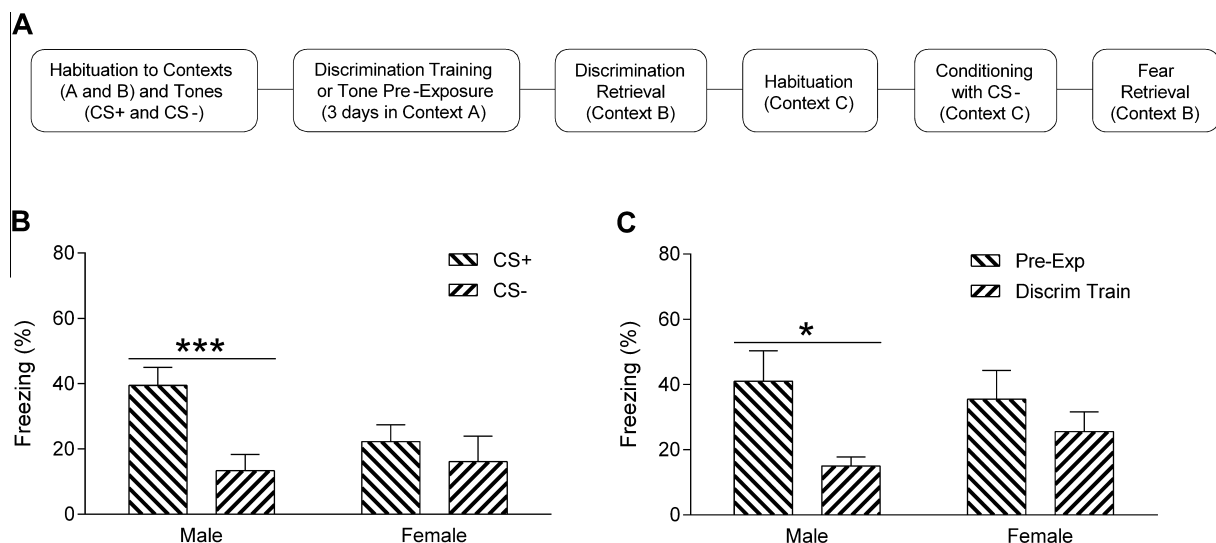 A
Habituation to Contexts
(A and B) and Tones
(CS+ and CS-)
Discrimination Training
or Tone Pre-Exposure
(3 days in Context A)
Discrimination
Retrieval
(Context B)
Habituation
(Context C)
Conditioning
with CS-
(Context C)
Fear
Retrieval
(Context B)
B
Freezing (%)
80
60
40
20
0
***
CS+
CS-
Male
Female
C
Freezing (%)
80
60
40
20
0
*
Pre-Exp
Discrim Train
Male
Female